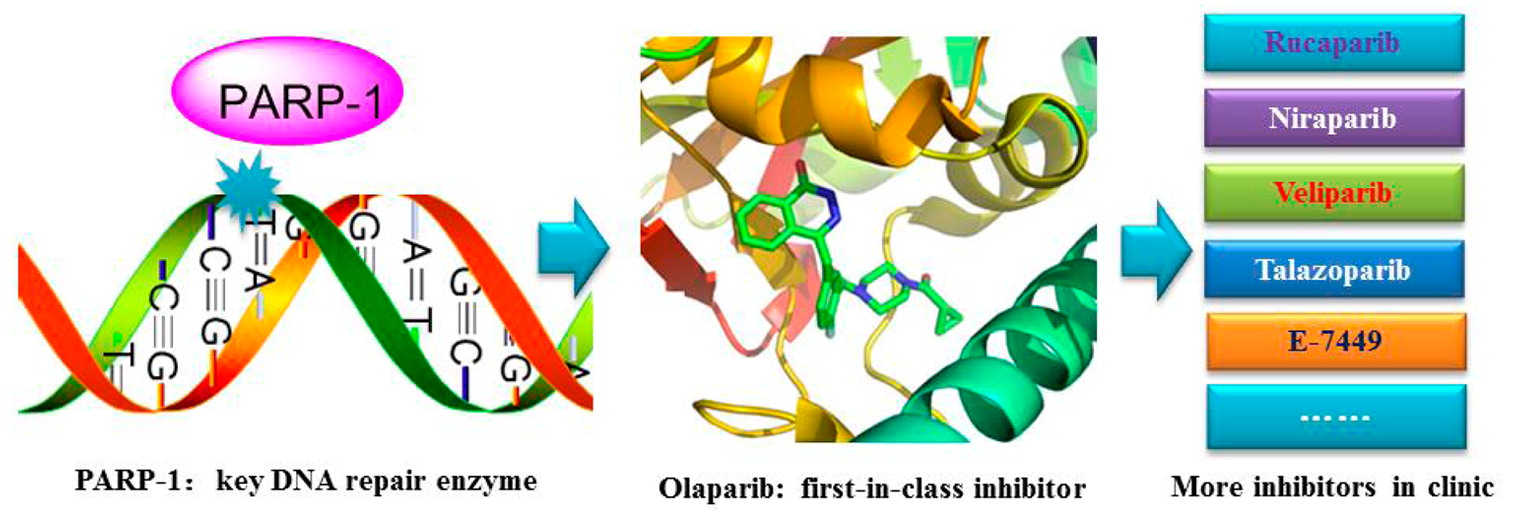 PARP-1
T=A
G
G
A=T
G≡C
C≡G
C≡G
T
G
A
PARP-1: key DNA repair enzyme
Olaparib: first-in-class inhibitor
Rucaparib
Niraparib
Veliparib
Talazoparib
E-7449
......
More inhibitors in clinic